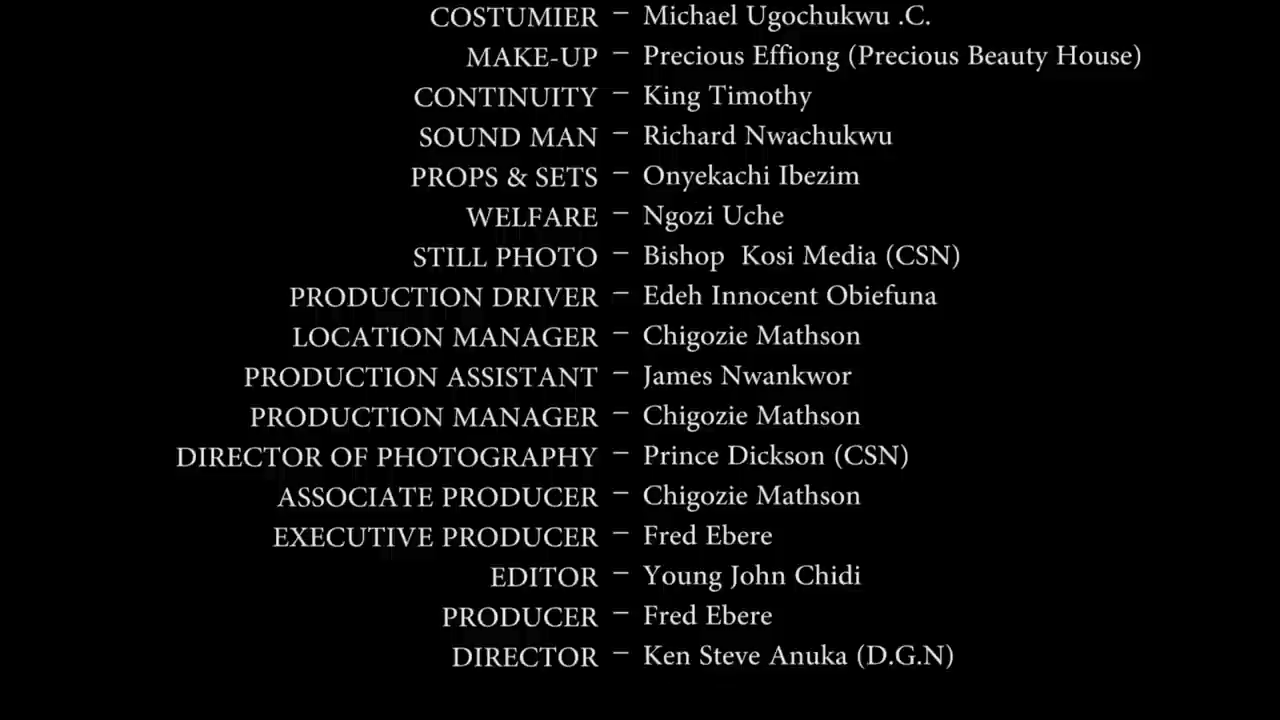 COSTUMIER – Michael Ugochukwu .C.
MAKE-UP – Precious Effiong (Precious Beauty House)
CONTINUITY – King Timothy
SOUND MAN – Richard Nwachukwu
PROPS & SETS – Onyekachi Ibezim
WELFARE – Ngozi Uche
STILL PHOTO – Bishop  Kosi Media (CSN)
PRODUCTION DRIVER – Edeh Innocent Obiefuna
LOCATION MANAGER – Chigozie Mathson
PRODUCTION ASSISTANT – James Nwankwor
PRODUCTION MANAGER – Chigozie Mathson
DIRECTOR OF PHOTOGRAPHY – Prince Dickson (CSN)
ASSOCIATE PRODUCER – Chigozie Mathson
EXECUTIVE PRODUCER – Fred Ebere
EDITOR – Young John Chidi
PRODUCER – Fred Ebere
DIRECTOR – Ken Steve Anuka (D.G.N)